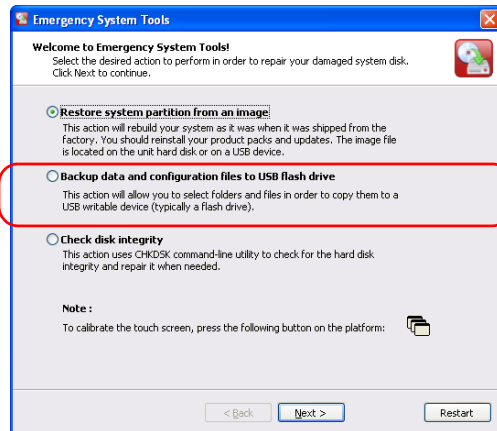 Emergency System Tools
Welcome to Emergency System Tools!
Select the desired action to perform in order to repair your damaged system disk.
Click Next to continue.
Restore system partition from an image
This action will rebuild your system as it was when it was shipped from the
factory. You should reinstall your product packs and updates. The image file
is located on the unit hard disk or on a USB device.
Backup data and configuration files to USB flash drive
This action will allow you to select folders and files in order to copy them to a
USB writable device (typically a flash drive).
Check disk integrity
This action uses CHKDSK command-line utility to check for the hard disk
integrity and repair it when needed.
Note :
To calibrate the touch screen, press the following button on the platform:
< Back
Next >
Restart